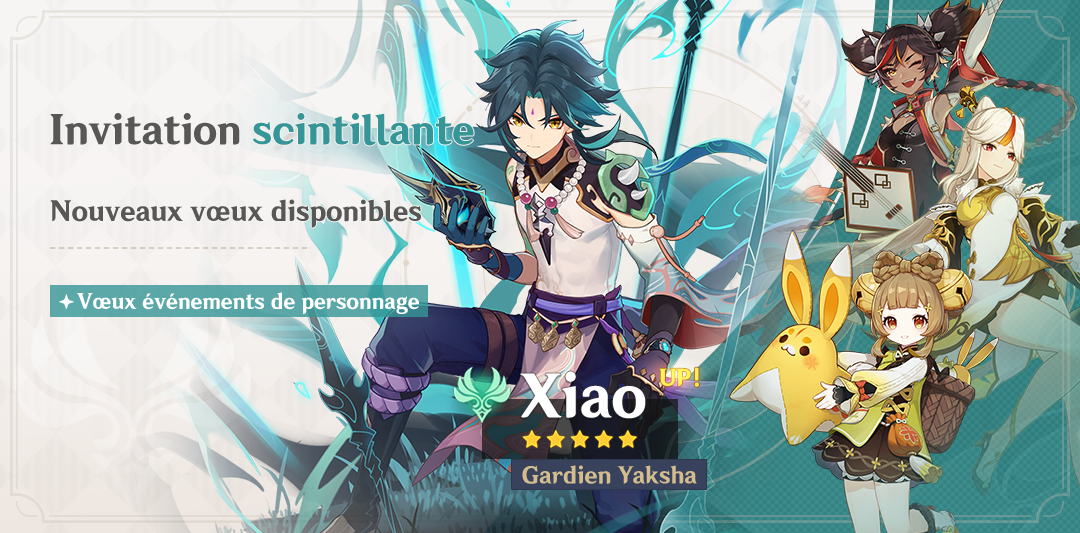 Invitation scintillante
Nouveaux vœux disponibles
Vœux événements de personnage
Xiao UP!
Gardien Yaksha